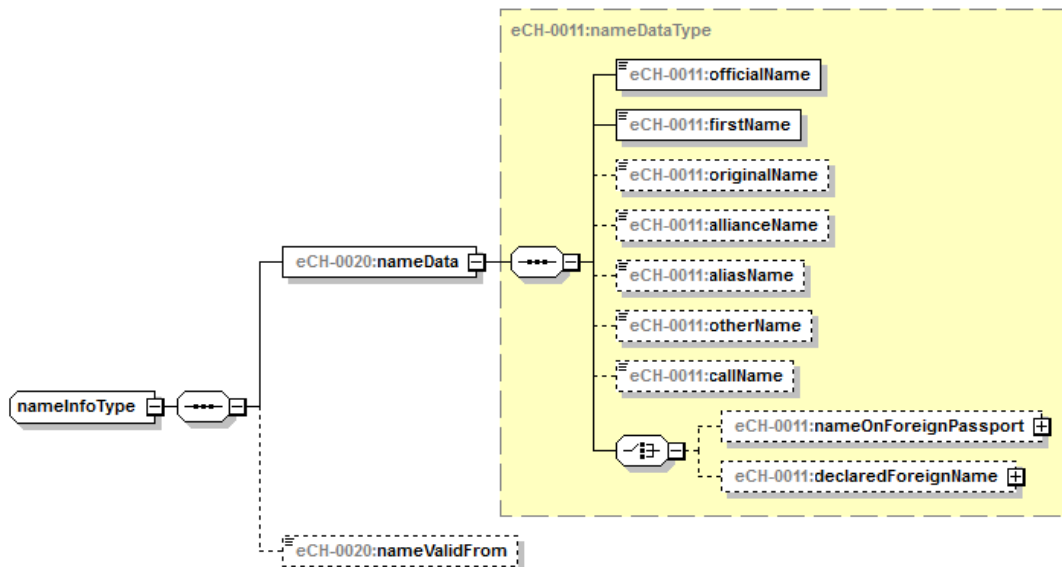 eCH-0011:nameDataType
eCH-0011:officialName
eCH-0011:firstName
eCH-0011:originalName
eCH-0011:allianceName
eCH-0020:nameData
eCH-0011:aliasName
eCH-0011:otherName
eCH-0011:callName
nameInfoType
eCH-0011:nameOnForeignPassport
eCH-0011:declaredForeignName
eCH-0020:nameValidFrom